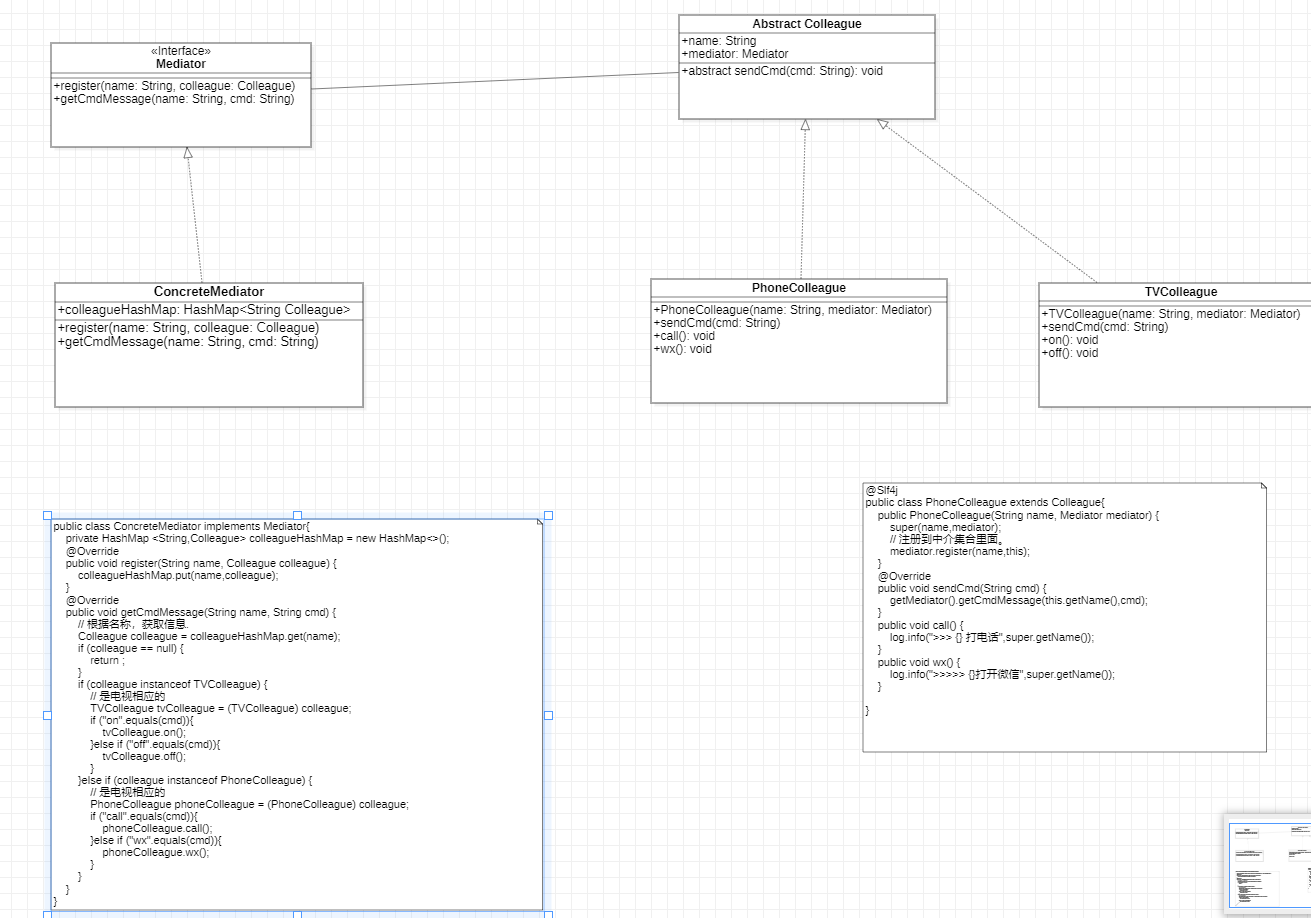 «Interface»
Mediator
+register(name: String, colleague: Colleague)
+getCmdMessage(name: String, cmd: String)
Abstract Colleague
+name: String
+mediator: Mediator
+abstract sendCmd(cmd: String): void
ConcreteMediator
+colleagueHashMap: HashMap<String Colleague>
+register(name: String, colleague: Colleague)
+getCmdMessage(name: String, cmd: String)
PhoneColleague
+PhoneColleague(name: String, mediator: Mediator)
+sendCmd(cmd: String)
+call(): void
+wx(): void
TVColleague
+TVColleague(name: String, mediator: Mediator)
+sendCmd(cmd: String)
+on(): void
+off(): void
public class ConcreteMediator implements Mediator{
private HashMap <String,Colleague> colleagueHashMap = new HashMap<>();
@Override
public void register(String name, Colleague colleague) {
colleagueHashMap.put(name,colleague);
}
@Override
public void getCmdMessage(String name, String cmd) {
// 根据名称，获取信息.
Colleague colleague = colleagueHashMap.get(name);
if (colleague == null) {
return ;
}
if (colleague instanceof TVColleague) {
// 是电视相应的
TVColleague tvColleague = (TVColleague) colleague;
if ("on".equals(cmd)){
tvColleague.on();
}else if ("off".equals(cmd)){
tvColleague.off();
}
}else if (colleague instanceof PhoneColleague) {
// 是电视相应的
PhoneColleague phoneColleague = (PhoneColleague) colleague;
if ("call".equals(cmd)){
phoneColleague.call();
}else if ("wx".equals(cmd)){
phoneColleague.wx();
}
}
}
}
@Slf4j
public class PhoneColleague extends Colleague{
public PhoneColleague(String name, Mediator mediator) {
super(name,mediator);
// 注册到中介集合里面。
mediator.register(name,this);
}
@Override
public void sendCmd(String cmd) {
getMediator().getCmdMessage(this.getName(),cmd);
}
public void call() {
log.info(">>> {} 打电话",super.getName());
}
public void wx() {
log.info(">>>>> {}打开微信",super.getName());
}
}